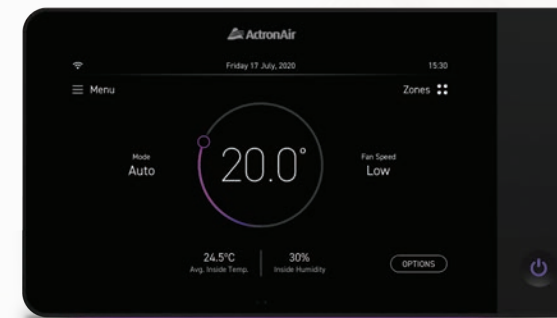 ActronAir
Friday 17 July, 2020
15:30
Menu
Zones
Mode
Auto
20.0°
Fan Speed
Low
24.5°C
Avg. Inside Temp.
30%
Inside Humidity
OPTIONS